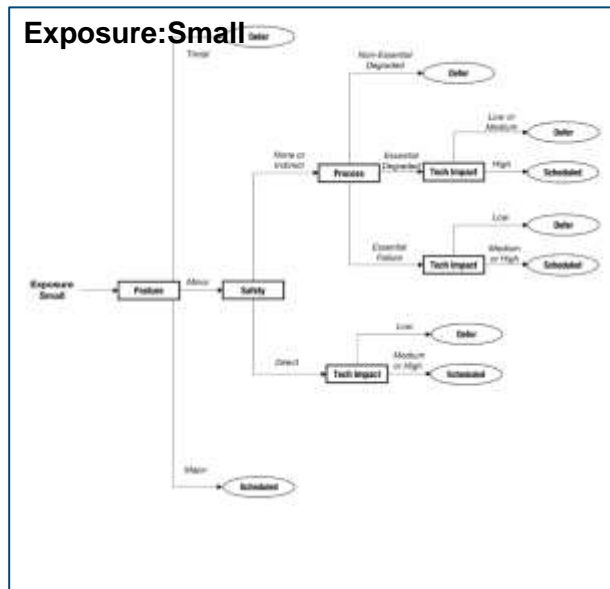 Exposure:Small
Defer
Trivial
Non-Essential
Degraded
Defer
Low or
Medium
Defer
None or
Indirect
Process
Essential
Degraded
Tech Impact
High
Scheduled
Low
Defer
Essential
Failure
Tech Impact
Medium
or High
Scheduled
Exposure
Small
Posture
Minor
Safety
Low
Defer
Direct
Tech Impact
Medium
or High
Scheduled
Major
Scheduled